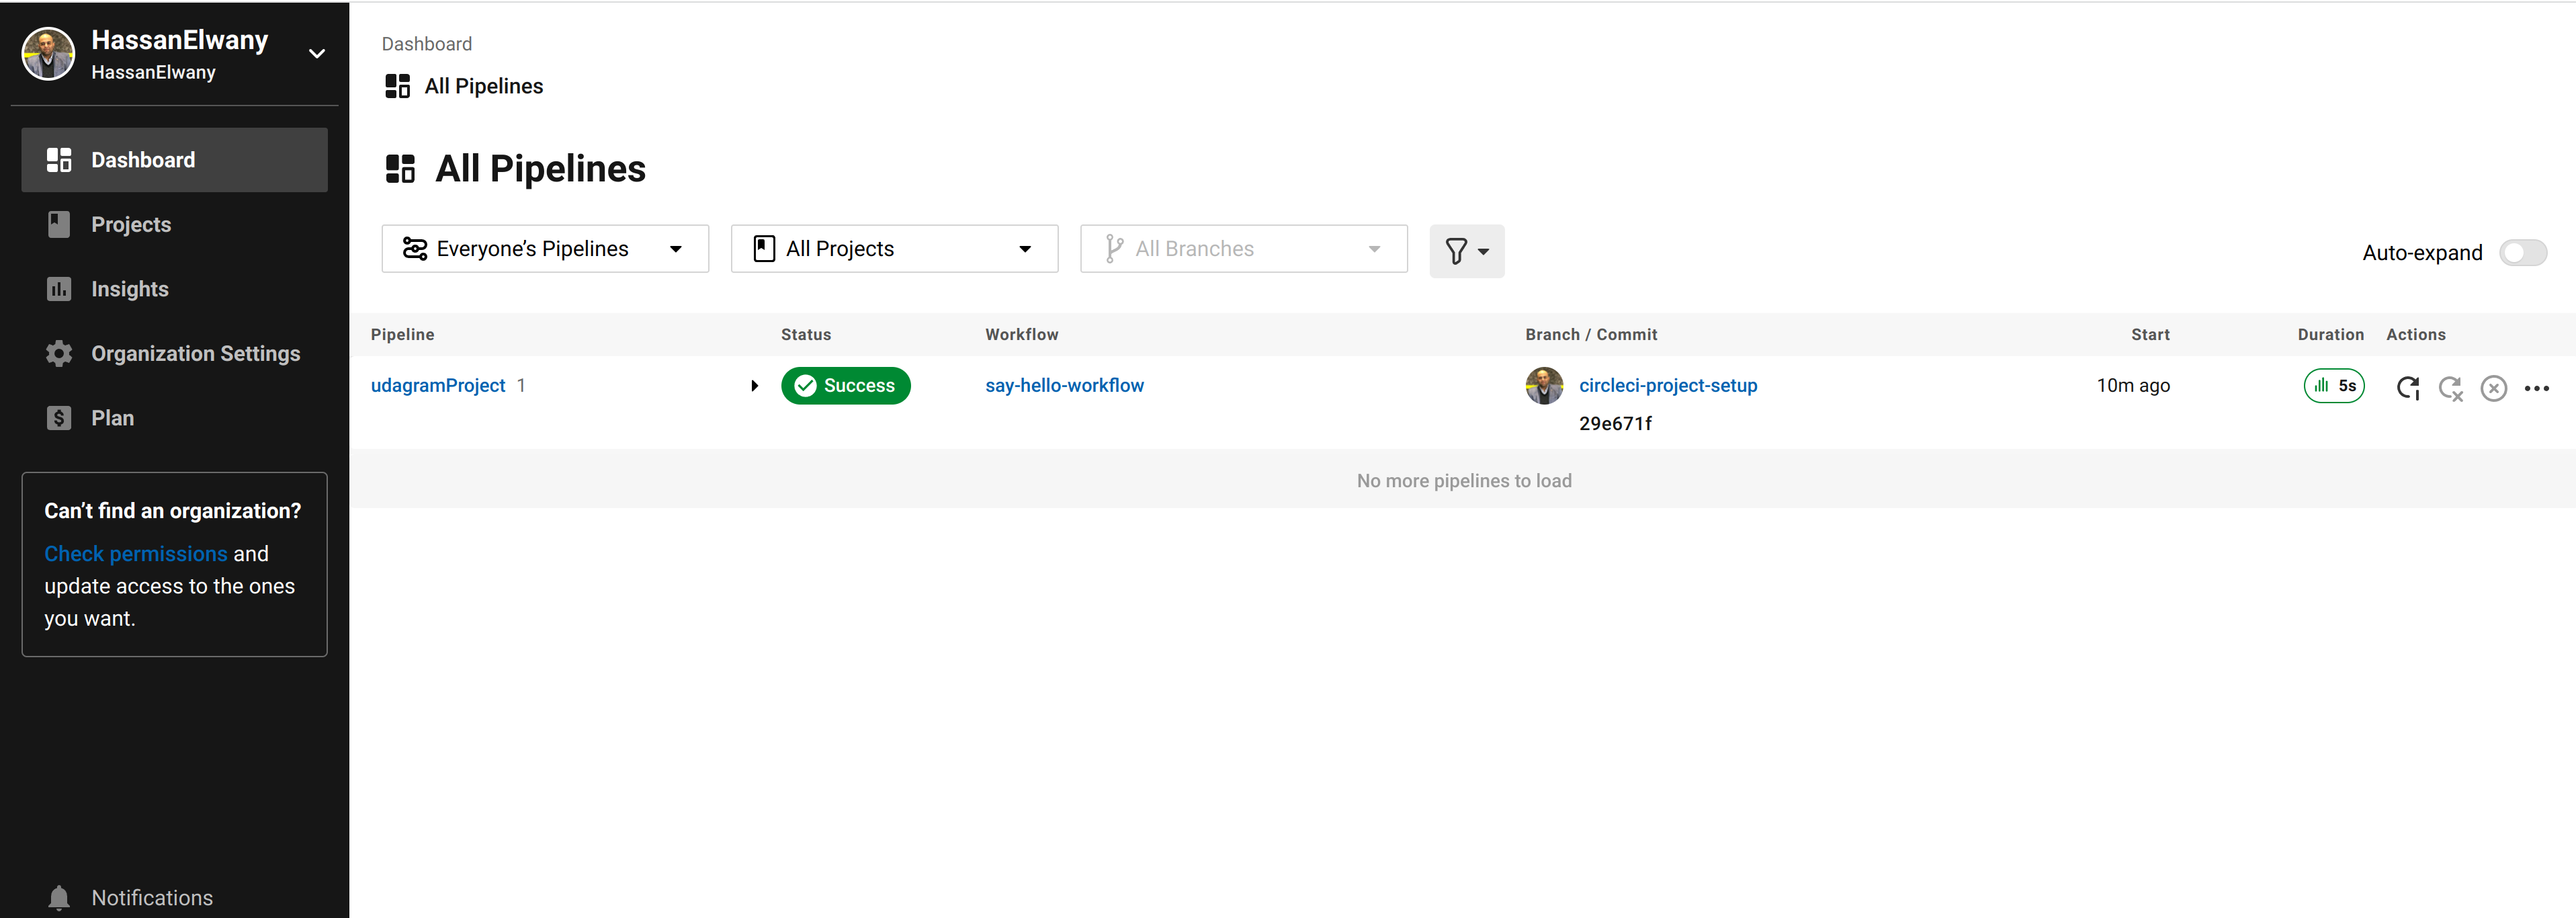 HassanElwany
HassanElwany
Dashboard
Projects
Insights
Organization Settings
Plan
Can’t find an organization?
Check permissions and
update access to the ones
you want.
Notifications
Dashboard
All Pipelines
All Pipelines
Everyone’s Pipelines
All Projects
All Branches
Auto-expand
Pipeline Status Workflow Branch / Commit Start Duration Actions
udagramProject 1 Success say-hello-workflow circleci-project-setup 10m ago 5s
29e671f
No more pipelines to load